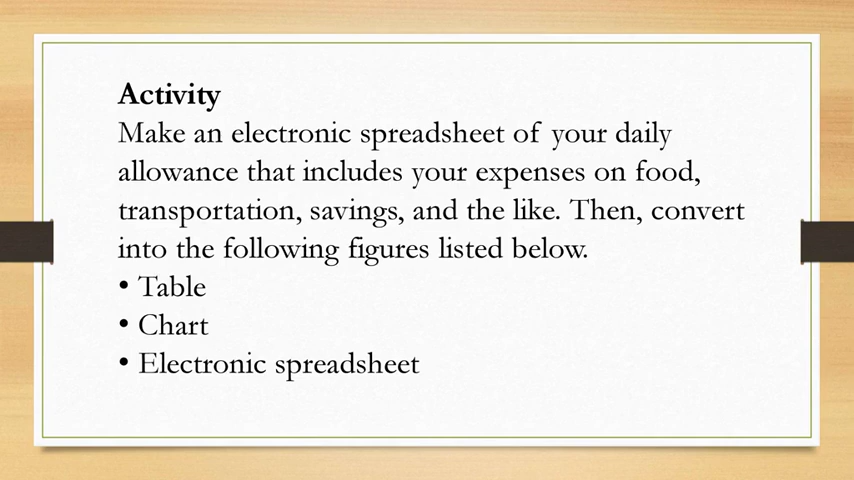 Activity
Make an electronic spreadsheet of your daily
allowance that includes your expenses on food,
transportation, savings, and the like. Then, convert
into the following figures listed below.
• Table
• Chart
• Electronic spreadsheet